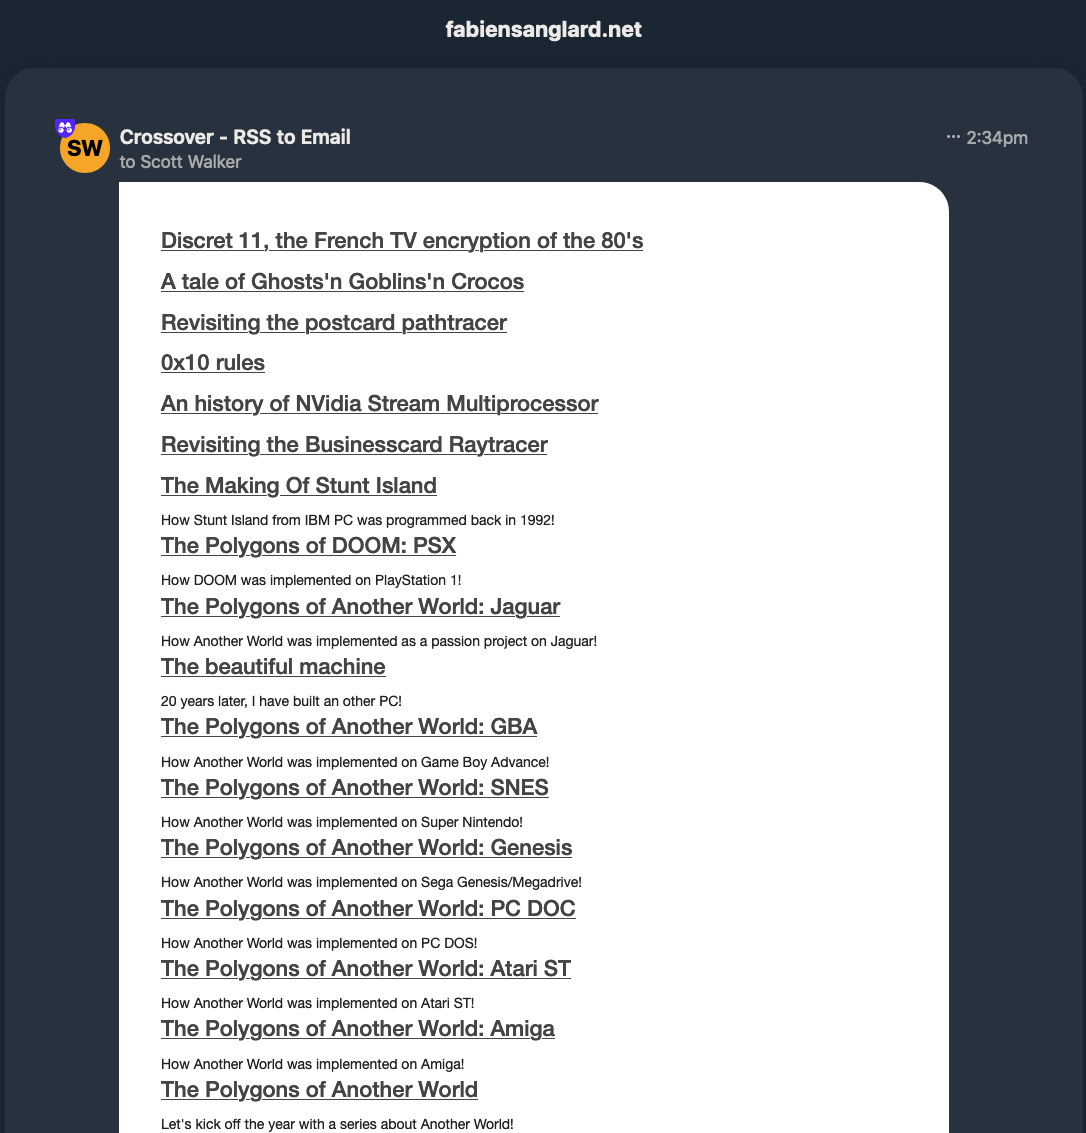 fabiensanglard.net
SW
Crossover - RSS to Email
··· 2:34pm
to Scott Walker
Discret 11, the French TV encryption of the 80's
A tale of Ghosts'n Goblins'n Crocos
Revisiting the postcard pathtracer
0x10 rules
An history of NVidia Stream Multiprocessor
Revisiting the Businesscard Raytracer
The Making Of Stunt Island
How Stunt Island from IBM PC was programmed back in 1992!
The Polygons of DOOM: PSX
How DOOM was implemented on PlayStation 1!
The Polygons of Another World: Jaguar
How Another World was implemented as a passion project on Jaguar!
The beautiful machine
20 years later, I have built an other PC!
The Polygons of Another World: GBA
How Another World was implemented on Game Boy Advance!
The Polygons of Another World: SNES
How Another World was implemented on Super Nintendo!
The Polygons of Another World: Genesis
How Another World was implemented on Sega Genesis/Megadrive!
The Polygons of Another World: PC DOC
How Another World was implemented on PC DOS!
The Polygons of Another World: Atari ST
How Another World was implemented on Atari ST!
The Polygons of Another World: Amiga
How Another World was implemented on Amiga!
The Polygons of Another World
Let's kick off the year with a series about Another World!